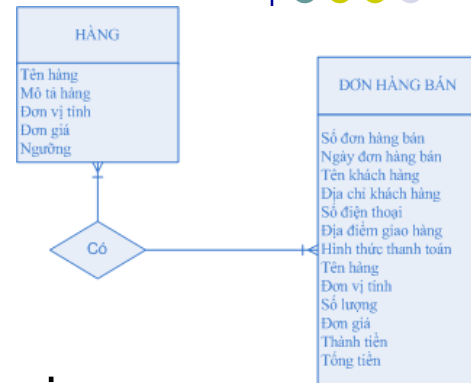 HÀNG
Tên hàng
Mô tả hàng
Đơn vị tính
Đơn giá
Ngưỡng
Có
ĐƠN HÀNG BÁN
Số đơn hàng bán
Ngày đơn hàng bán
Tên khách hàng
Địa chỉ khách hàng
Số điện thoại
Địa điểm giao hàng
Hình thức thanh toán
Tên hàng
Đơn vị tính
Số lượng
Đơn giá
Thành tiền
Tổng tiền